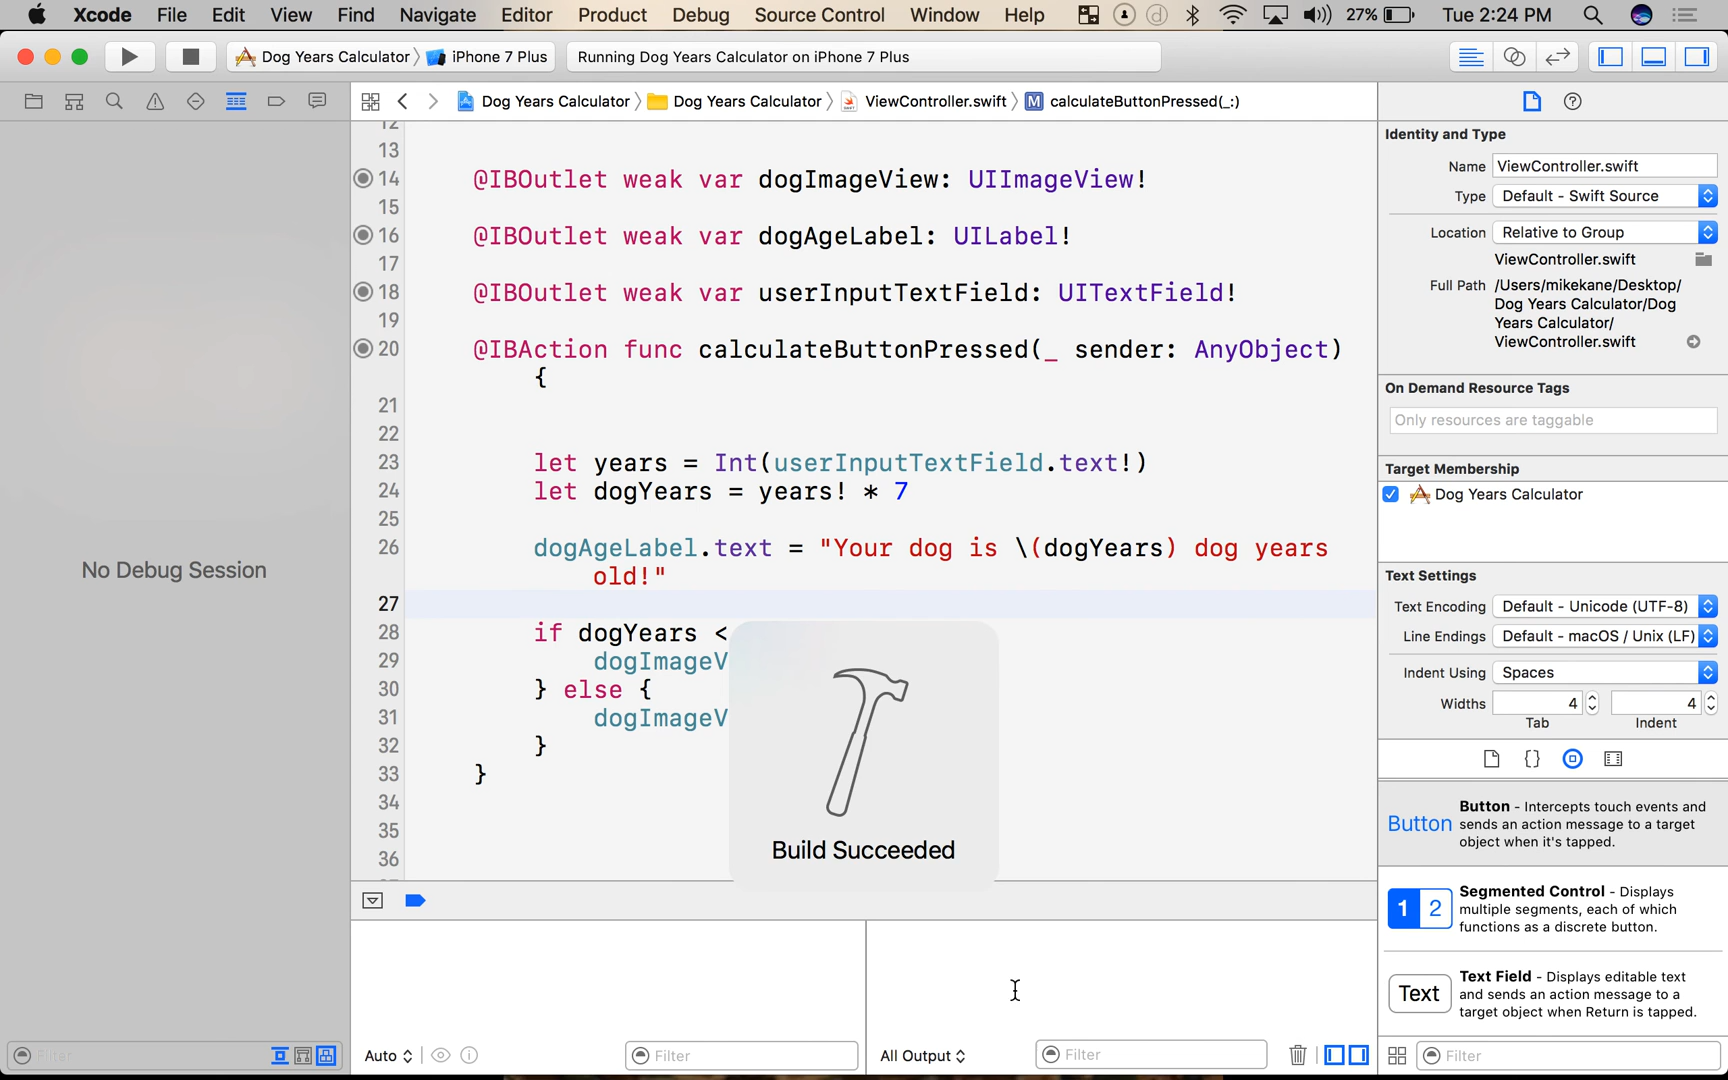 Xcode File Edit View Find Navigate Editor Product Debug Source Control Window Help 27% Tue 2:24 PM
Dog Years Calculator iPhone 7 Plus Running Dog Years Calculator on iPhone 7 Plus
Dog Years Calculator Dog Years Calculator ViewController.swift M calculateButtonPressed(_:)
12
13
14 @IBOutlet weak var dogImageView: UIImageView!
15
16 @IBOutlet weak var dogAgeLabel: UILabel!
17
18 @IBOutlet weak var userInputTextField: UITextField!
19
20 @IBAction func calculateButtonPressed(_ sender: AnyObject)
{
21
22
23 let years = Int(userInputTextField.text!)
24 let dogYears = years! * 7
25
26 dogAgeLabel.text = "Your dog is \(dogYears) dog years
old!"
27
28 if dogYears <
29 dogImageV
30 } else {
31 dogImageV
32 }
33 }
34
35
36
No Debug Session
Build Succeeded
Filter
Auto Filter
All Output Filter
Identity and Type
Name ViewController.swift
Type Default - Swift Source
Location Relative to Group
ViewController.swift
Full Path /Users/mikekane/Desktop/
Dog Years Calculator/Dog
Years Calculator/
ViewController.swift
On Demand Resource Tags
Only resources are taggable
Target Membership
Dog Years Calculator
Text Settings
Text Encoding Default - Unicode (UTF-8)
Line Endings Default - macOS / Unix (LF)
Indent Using Spaces
Widths 4 4
Tab Indent
Button Button - Intercepts touch events and
sends an action message to a target
object when it's tapped.
1 2 Segmented Control - Displays
multiple segments, each of which
functions as a discrete button.
Text Text Field - Displays editable text
and sends an action message to a
target object when Return is tapped.
Filter